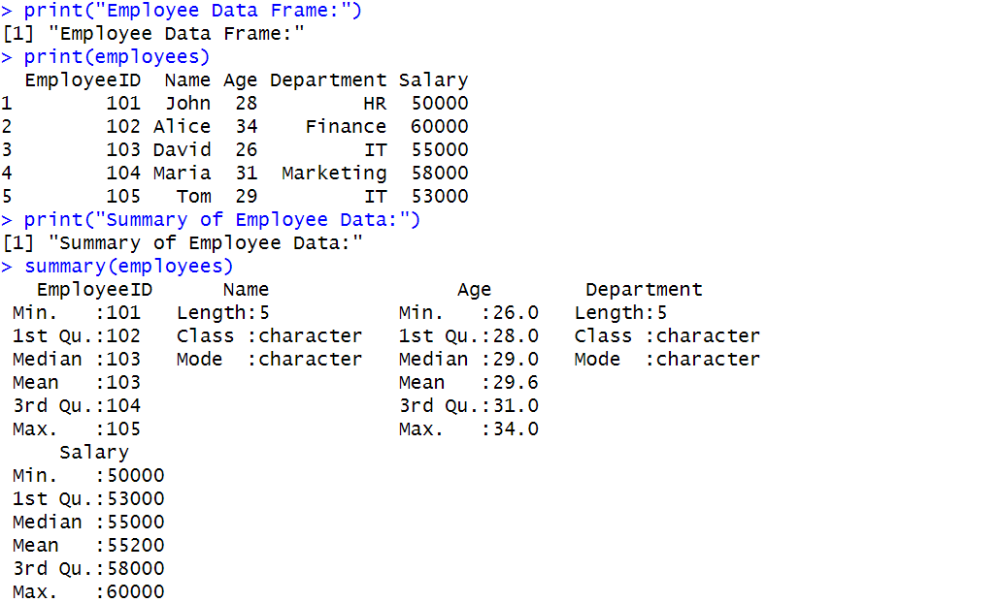 > print("Employee Data Frame:")
[1] "Employee Data Frame:"
> print(employees)
  EmployeeID  Name Age Department Salary
1        101  John  28         HR  50000
2        102 Alice  34    Finance  60000
3        103 David  26         IT  55000
4        104 Maria  31  Marketing  58000
5        105   Tom  29         IT  53000
> print("Summary of Employee Data:")
[1] "Summary of Employee Data:"
> summary(employees)
   EmployeeID      Name                Age        Department
 Min.   :101   Length:5           Min.   :26.0   Length:5
 1st Qu.:102   Class :character   1st Qu.:28.0   Class :character
 Median :103   Mode  :character   Median :29.0   Mode  :character
 Mean   :103                      Mean   :29.6
 3rd Qu.:104                      3rd Qu.:31.0
 Max.   :105                      Max.   :34.0
     Salary
 Min.   :50000
 1st Qu.:53000
 Median :55000
 Mean   :55200
 3rd Qu.:58000
 Max.   :60000